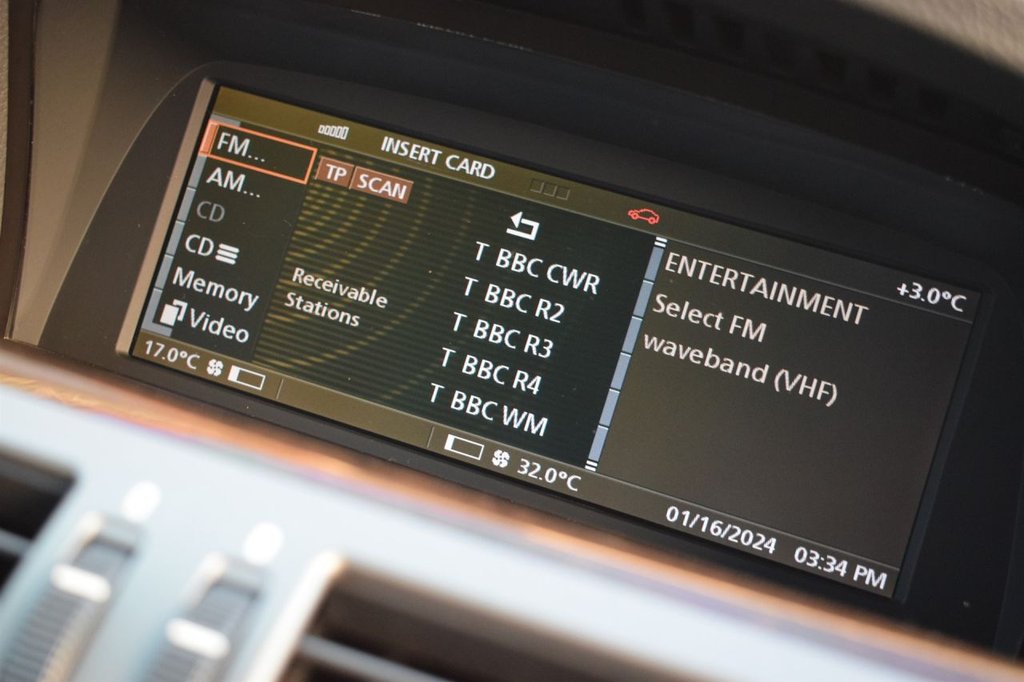 INSERT CARD
FM...
AM...
CD
CD
Memory
Video
TP SCAN
Receivable
Stations
T BBC CWR
T BBC R2
T BBC R3
T BBC R4
T BBC WM
ENTERTAINMENT
+3.0°C
Select FM
waveband (VHF)
17.0°C
32.0°C
01/16/2024 03:34 PM